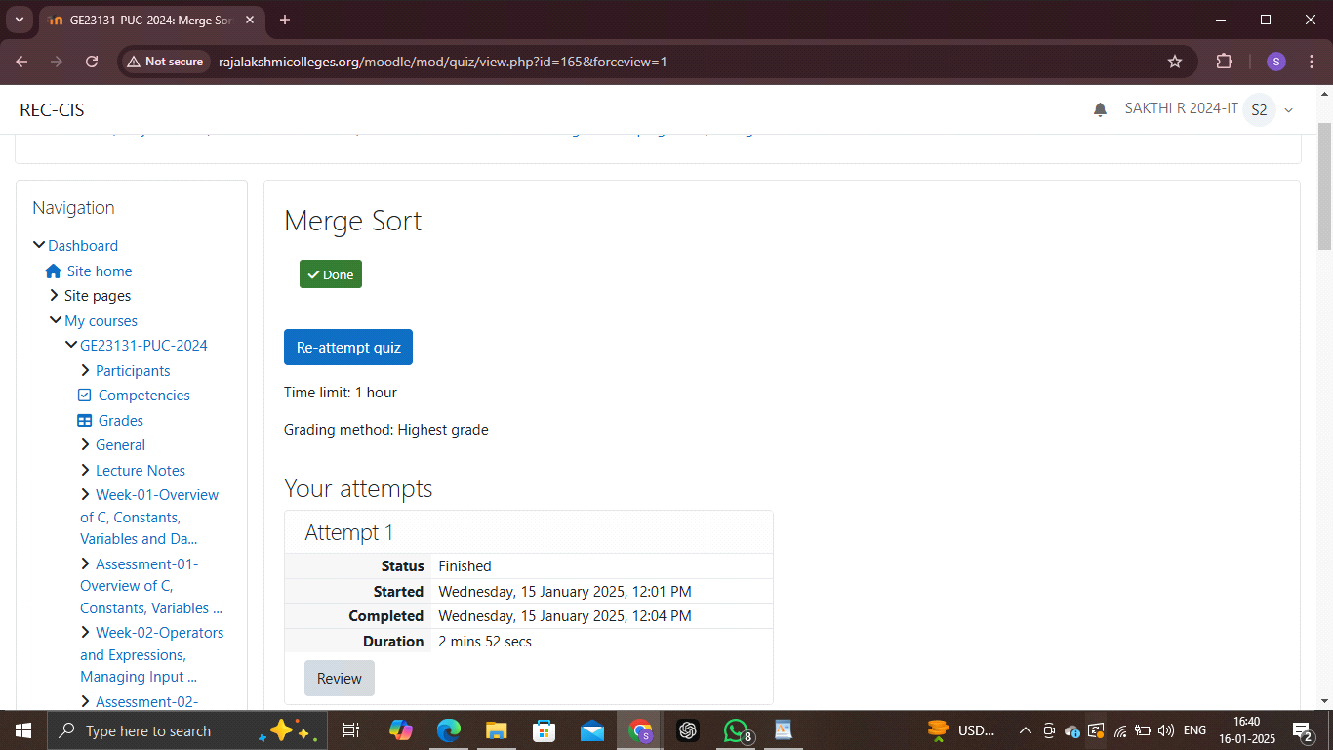 GE23131-PUC-2024: Merge Sor
Not secure
rajalakshmicolleges.org/moodle/mod/quiz/view.php?id=165&forceview=1
S
REC-CIS
SAKTHI R 2024-IT
S2
Navigation
Dashboard
Site home
Site pages
My courses
GE23131-PUC-2024
Participants
Competencies
Grades
General
Lecture Notes
Week-01-Overview
of C, Constants,
Variables and Da...
Assessment-01-
Overview of C,
Constants, Variables ...
Week-02-Operators
and Expressions,
Managing Input ...
Assessment-02-
Merge Sort
Done
Re-attempt quiz
Time limit: 1 hour
Grading method: Highest grade
Your attempts
Attempt 1
Status Finished
Started Wednesday, 15 January 2025, 12:01 PM
Completed Wednesday, 15 January 2025, 12:04 PM
Duration 2 mins 52 secs
Review
Type here to search
8
USD...
ENG
16:40
16-01-2025
2